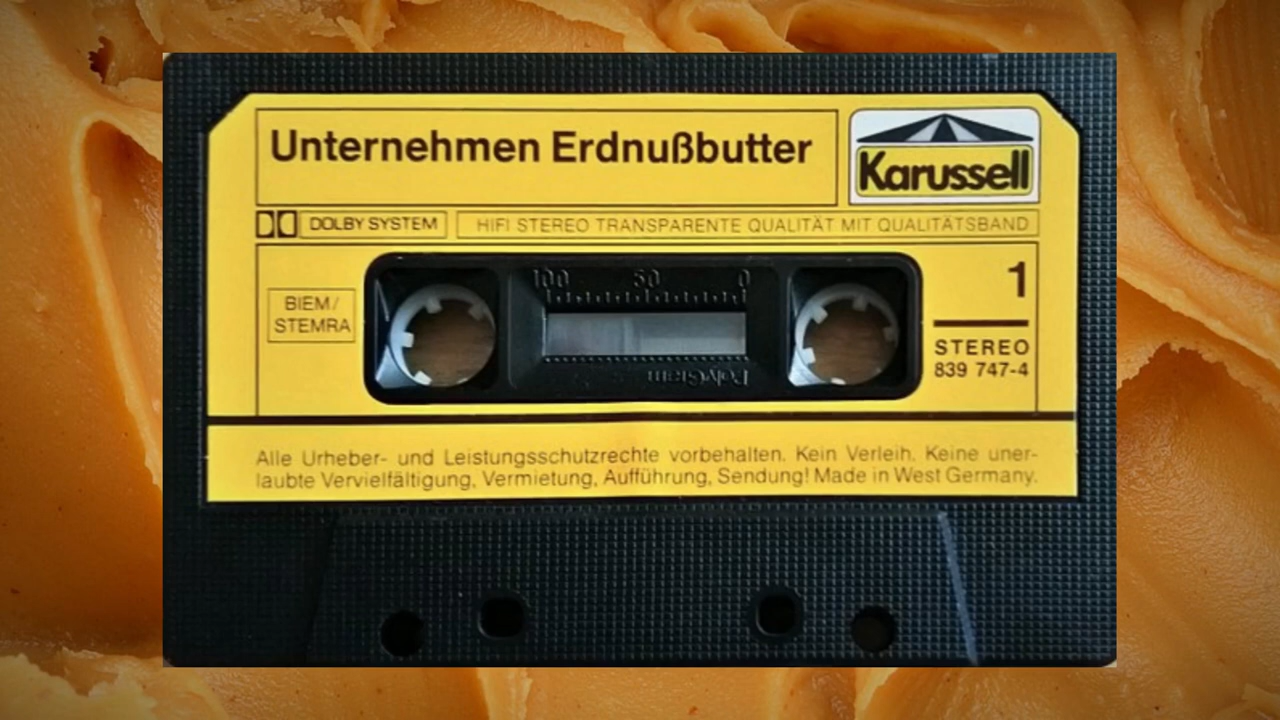 Unternehmen Erdnußbutter
Karussell
DOLBY SYSTEM
HIFI STEREO TRANSPARENTE QUALITÄT MIT QUALITÄTSBAND
100 50 0
1
BIEM/
STEMRA
STEREO
839 747-4
PolyGram
Alle Urheber- und Leistungsschutzrechte vorbehalten. Kein Verleih. Keine uner-
laubte Vervielfältigung, Vermietung, Aufführung, Sendung! Made in West Germany.